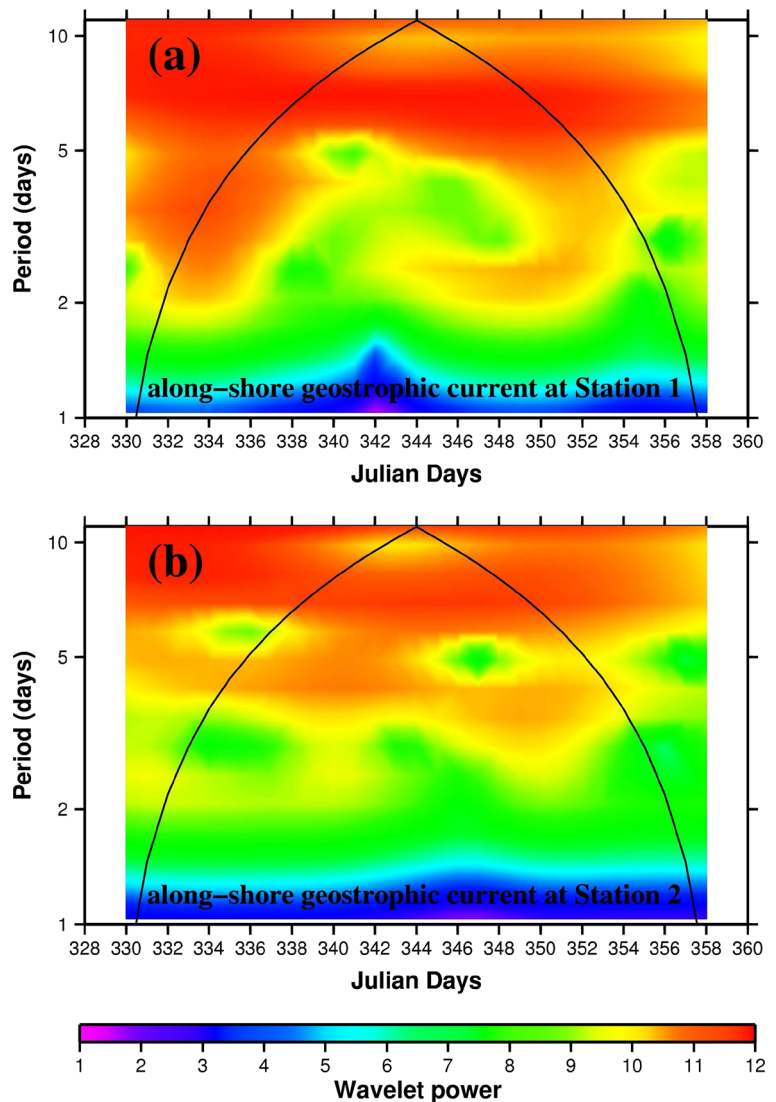 10
(a)
5
Period (days)
2
along-shore geostrophic current at Station 1
1
328 330 332 334 336 338 340 342 344 346 348 350 352 354 356 358 360
Julian Days
10
(b)
5
Period (days)
2
along-shore geostrophic current at Station 2
1
328 330 332 334 336 338 340 342 344 346 348 350 352 354 356 358 360
Julian Days
1 2 3 4 5 6 7 8 9 10 11 12
Wavelet power